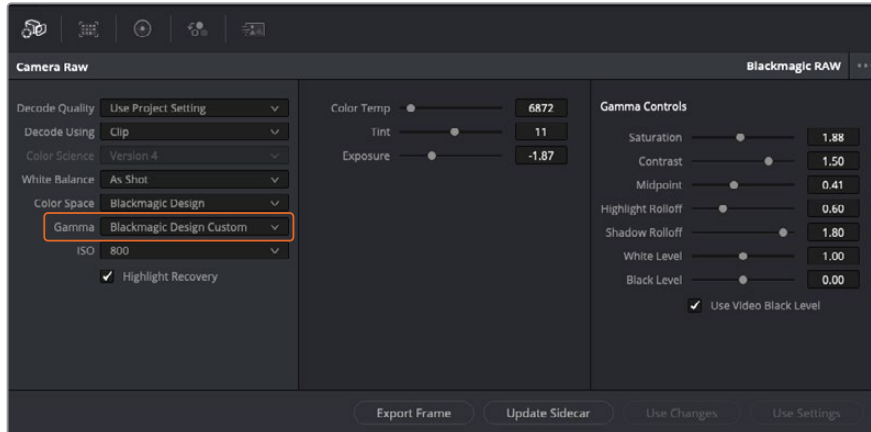 Camera Raw
Blackmagic RAW
Decode Quality Use Project Setting
Decode Using Clip
Color Science Version 4
White Balance As Shot
Color Space Blackmagic Design
Gamma Blackmagic Design Custom
ISO 800
Highlight Recovery
Color Temp 6872
Tint 11
Exposure -1.87
Gamma Controls
Saturation 1.88
Contrast 1.50
Midpoint 0.41
Highlight Rolloff 0.60
Shadow Rolloff 1.80
White Level 1.00
Black Level 0.00
Use Video Black Level
Export Frame
Update Sidecar
Use Changes
Use Settings